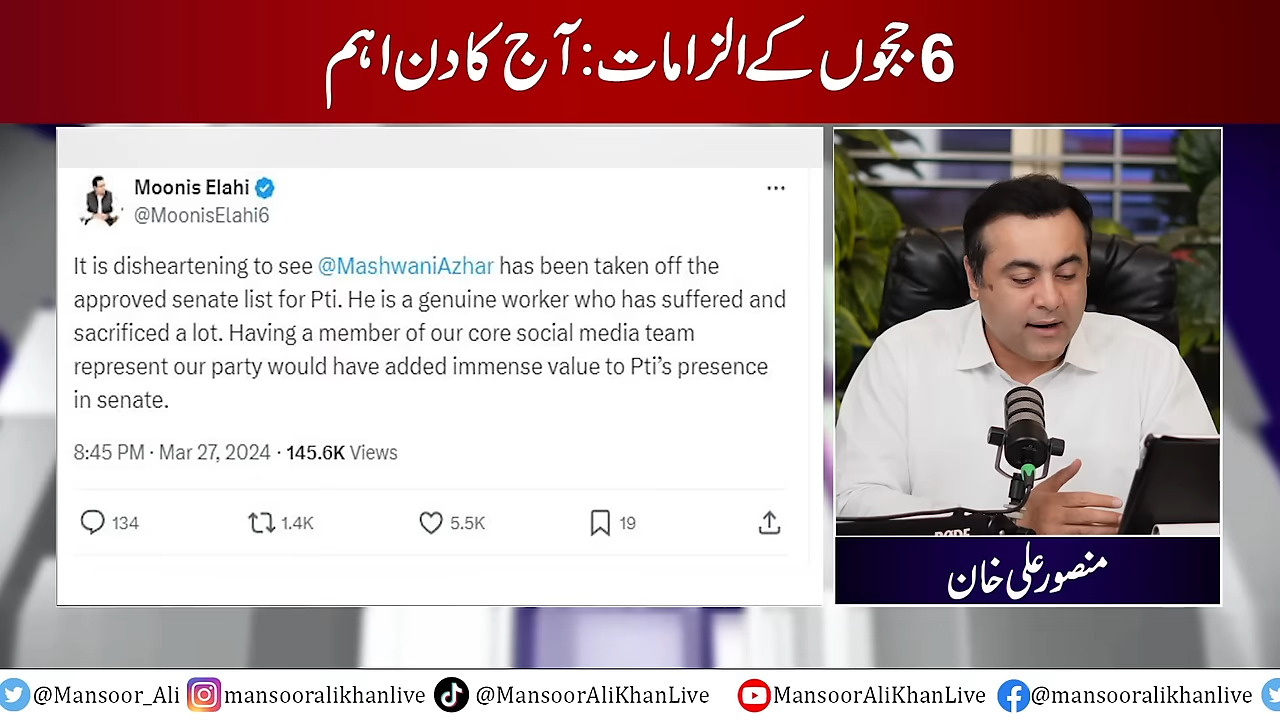 6 ججوں کے الزامات: آج کا دن اہم
Moonis Elahi
@MoonisElahi6
It is disheartening to see @MashwaniAzhar has been taken off the
approved senate list for Pti. He is a genuine worker who has suffered and
sacrificed a lot. Having a member of our core social media team
represent our party would have added immense value to Pti’s presence
in senate.
8:45 PM · Mar 27, 2024 · 145.6K Views
134 1.4K 5.5K 19
RØDE
منصور علی خان
@Mansoor_Ali mansooralikhanlive @MansoorAliKhanLive MansoorAliKhanLive @mansooralikhanlive